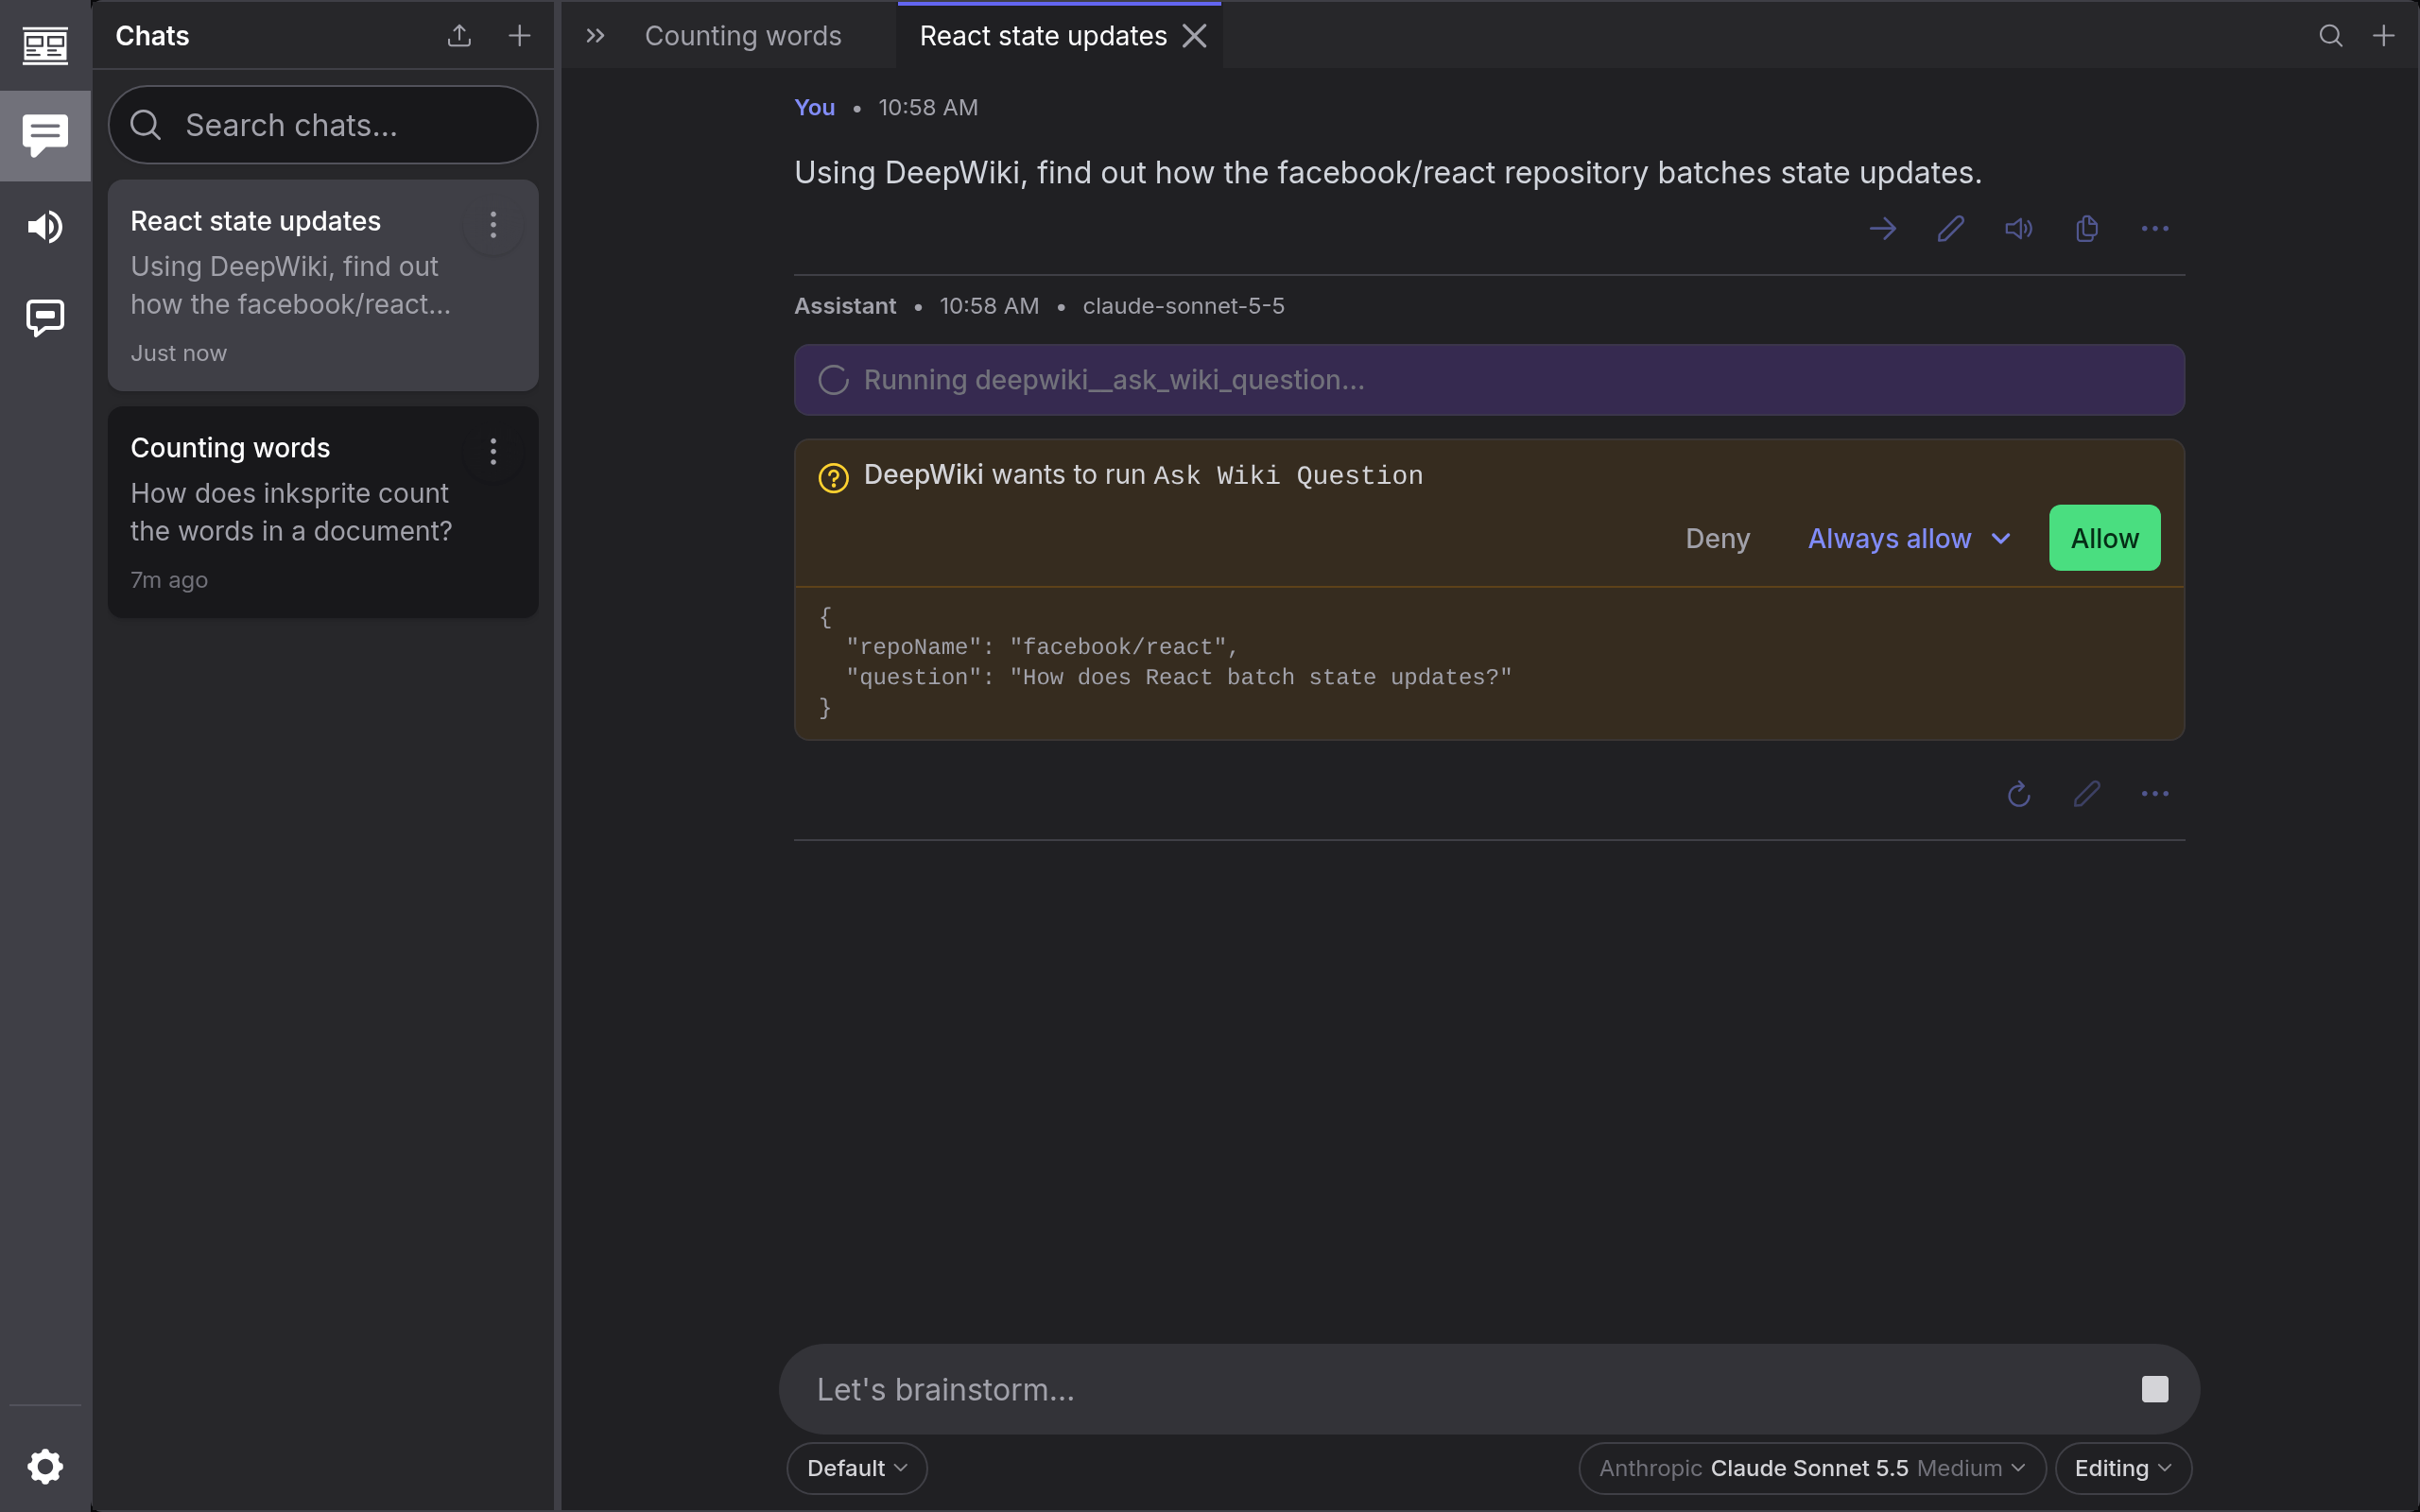 Chats
Search chats...
React state updates
Using DeepWiki, find out
how the facebook/react...
Just now
Counting words
How does inksprite count
the words in a document?
7m ago
Counting words
React state updates
You • 10:58 AM
Using DeepWiki, find out how the facebook/react repository batches state updates.
Assistant • 10:58 AM • claude-sonnet-5-5
Running deepwiki__ask_wiki_question...
DeepWiki wants to run Ask Wiki Question
Deny Always allow Allow
{
"repoName": "facebook/react",
"question": "How does React batch state updates?"
}
Let's brainstorm...
Default
Anthropic Claude Sonnet 5.5 Medium
Editing